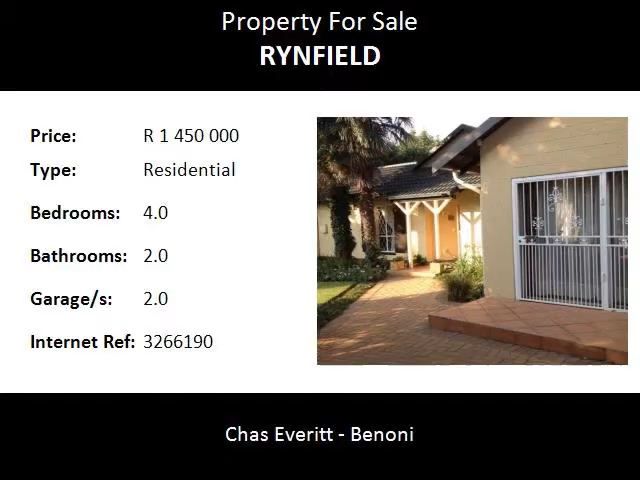 Property For Sale
RYNFIELD
Price: R 1 450 000
Type: Residential
Bedrooms: 4.0
Bathrooms: 2.0
Garage/s: 2.0
Internet Ref: 3266190
Chas Everitt - Benoni